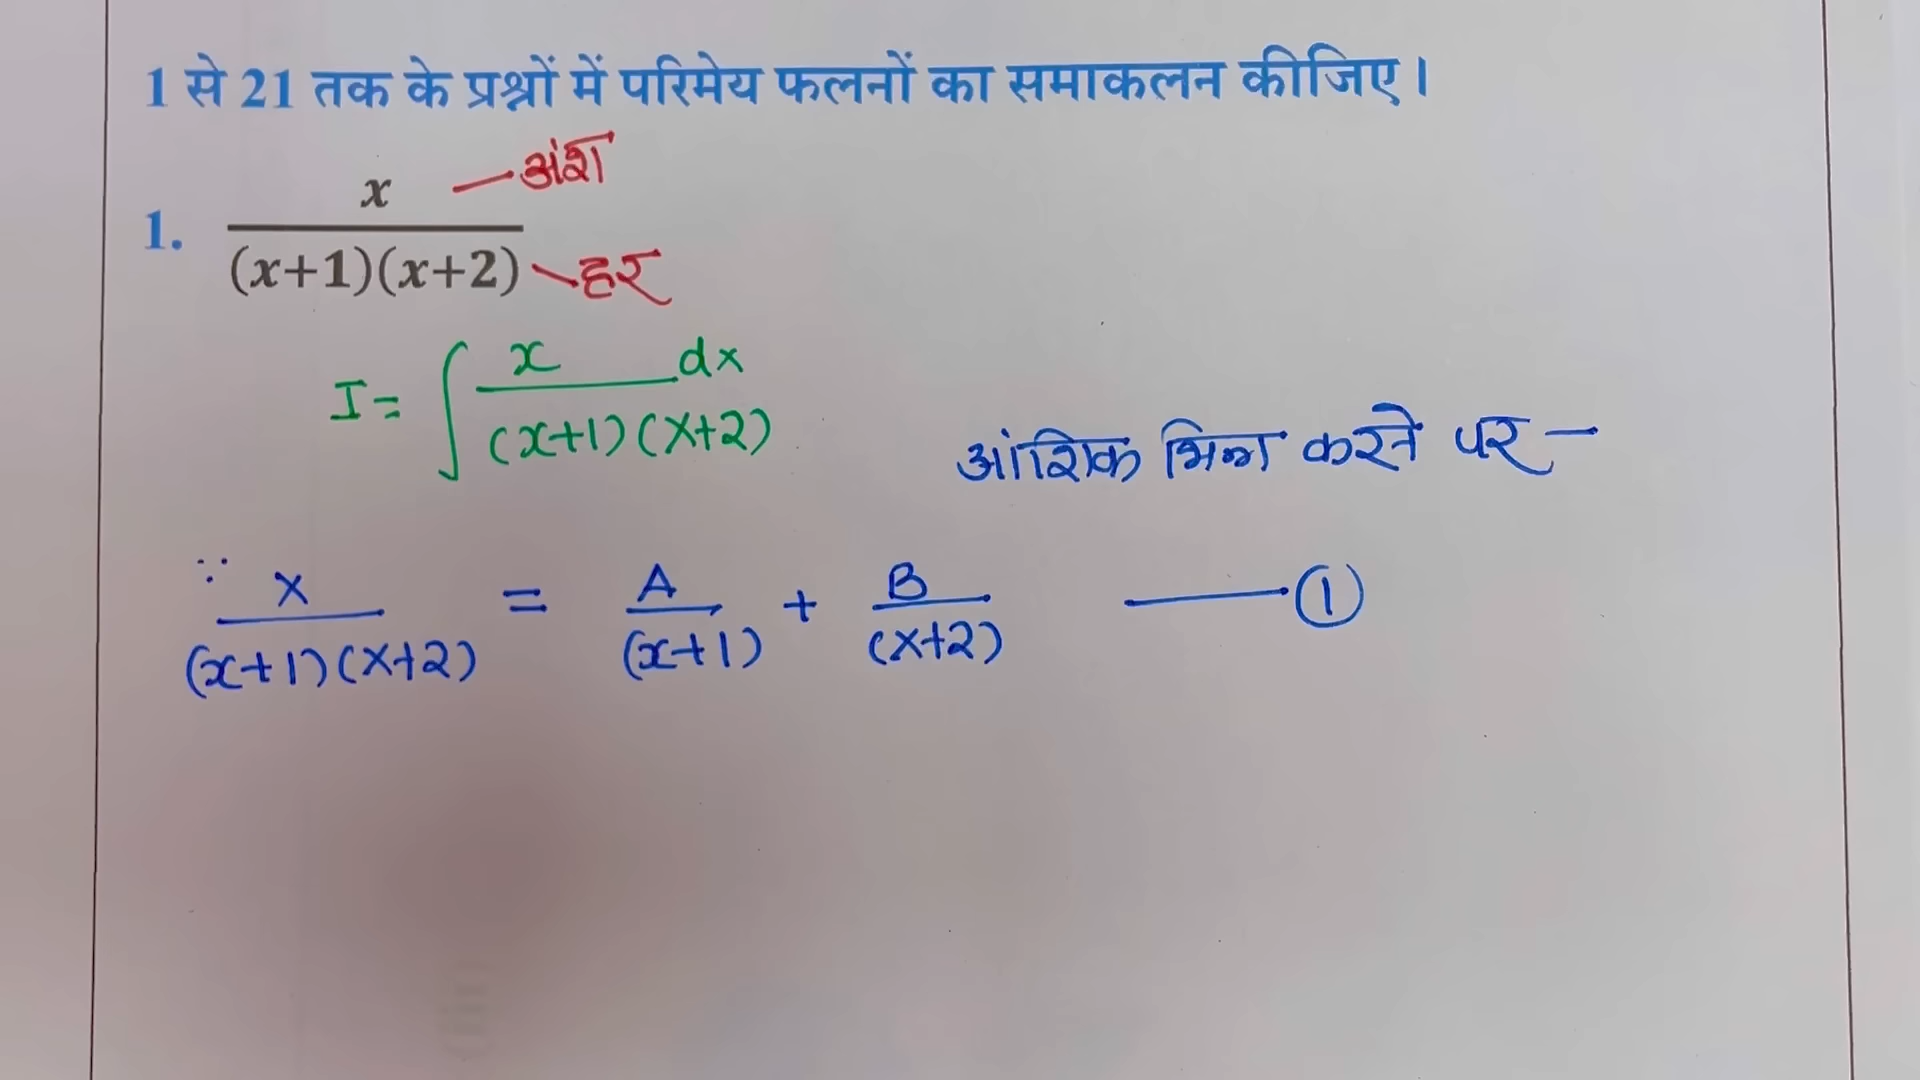 1 से 21 तक के प्रश्नों में परिमेय फलनों का समाकलन कीजिए।
1. x/((x+1)(x+2)) — अंश — हर
I = ∫ x dx/((x+1)(x+2))
आंशिक भिन्न करने पर –
∵ x/((x+1)(x+2)) = A/(x+1) + B/(x+2) —— ①